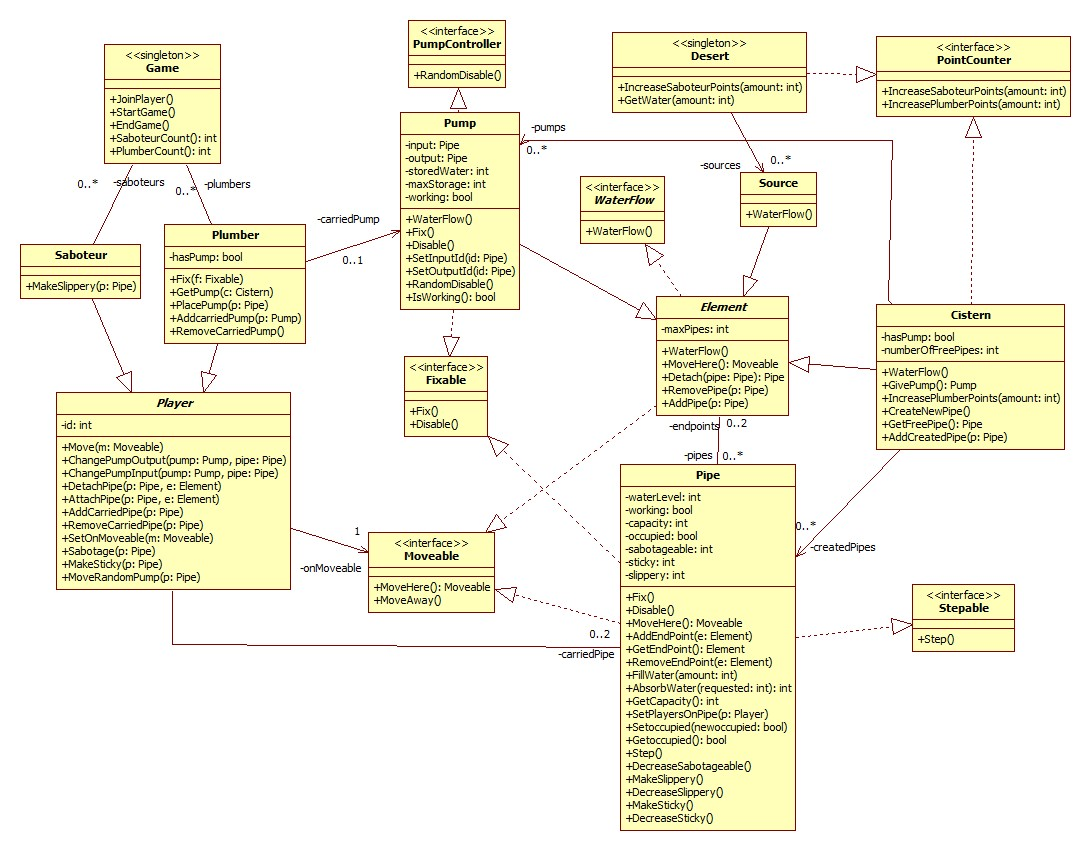 <<interface>>
PumpController
+RandomDisable()
<<singleton>>
Game
+JoinPlayer()
+StartGame()
+EndGame()
+SaboteurCount(): int
+PlumberCount(): int
<<singleton>>
Desert
+IncreaseSaboteurPoints(amount: int)
+GetWater(amount: int)
<<interface>>
PointCounter
+IncreaseSaboteurPoints(amount: int)
+IncreasePlumberPoints(amount: int)
Pump
-input: Pipe
-output: Pipe
-storedWater: int
-maxStorage: int
-working: bool
+WaterFlow()
+Fix()
+Disable()
+SetInputId(id: Pipe)
+SetOutputId(id: Pipe)
+RandomDisable()
+IsWorking(): bool
-pumps
0..*
-sources
0..*
0..*
-saboteurs
0..*
-plumbers
<<interface>>
WaterFlow
+WaterFlow()
Source
+WaterFlow()
Saboteur
+MakeSlippery(p: Pipe)
Plumber
-hasPump: bool
+Fix(f: Fixable)
+GetPump(c: Cistern)
+PlacePump(p: Pipe)
+AddcarriedPump(p: Pump)
+RemoveCarriedPump()
-carriedPump
0..1
Element
-maxPipes: int
+WaterFlow()
+MoveHere(): Moveable
+Detach(pipe: Pipe): Pipe
+RemovePipe(p: Pipe)
+AddPipe(p: Pipe)
Cistern
-hasPump: bool
-numberOfFreePipes: int
+WaterFlow()
+GivePump(): Pump
+IncreasePlumberPoints(amount: int)
+CreateNewPipe()
+GetFreePipe(): Pipe
+AddCreatedPipe(p: Pipe)
<<interface>>
Fixable
+Fix()
+Disable()
-endpoints
0..2
-pipes
0..*
Player
-id: int
+Move(m: Moveable)
+ChangePumpOutput(pump: Pump, pipe: Pipe)
+ChangePumpInput(pump: Pump, pipe: Pipe)
+DetachPipe(p: Pipe, e: Element)
+AttachPipe(p: Pipe, e: Element)
+AddCarriedPipe(p: Pipe)
+RemoveCarriedPipe(p: Pipe)
+SetOnMoveable(m: Moveable)
+Sabotage(p: Pipe)
+MakeSticky(p: Pipe)
+MoveRandomPump(p: Pipe)
1
-onMoveable
<<interface>>
Moveable
+MoveHere(): Moveable
+MoveAway()
Pipe
-waterLevel: int
-working: bool
-capacity: int
-occupied: bool
-sabotageable: int
-sticky: int
-slippery: int
+Fix()
+Disable()
+MoveHere(): Moveable
+AddEndPoint(e: Element)
+GetEndPoint(): Element
+RemoveEndPoint(e: Element)
+FillWater(amount: int)
+AbsorbWater(requested: int): int
+GetCapacity(): int
+SetPlayersOnPipe(p: Player)
+Setoccupied(newoccupied: bool)
+Getoccupied(): bool
+Step()
+DecreaseSabotageable()
+MakeSlippery()
+DecreaseSlippery()
+MakeSticky()
+DecreaseSticky()
0..*
-createdPipes
<<interface>>
Stepable
+Step()
0..2
-carriedPipe